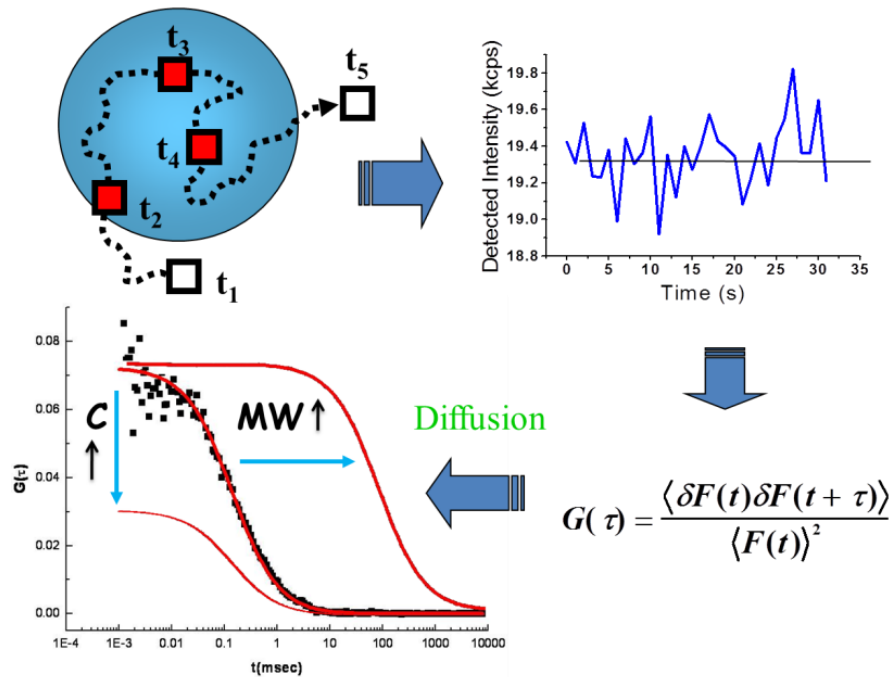 t₃
t₅
t₄
t₂
t₁
Detected Intensity (kcps)
19.8
19.6
19.4
19.2
19.0
18.8
0 5 10 15 20 25 30 35
Time (s)
G(τ)
0.08
0.06
0.04
0.02
0.00
C ↑
MW ↑
1E-4 1E-3 0.01 0.1 1 10 100 1000 10000
t(msec)
Diffusion
G(τ) = ⟨δF(t)δF(t + τ)⟩ / ⟨F(t)⟩²